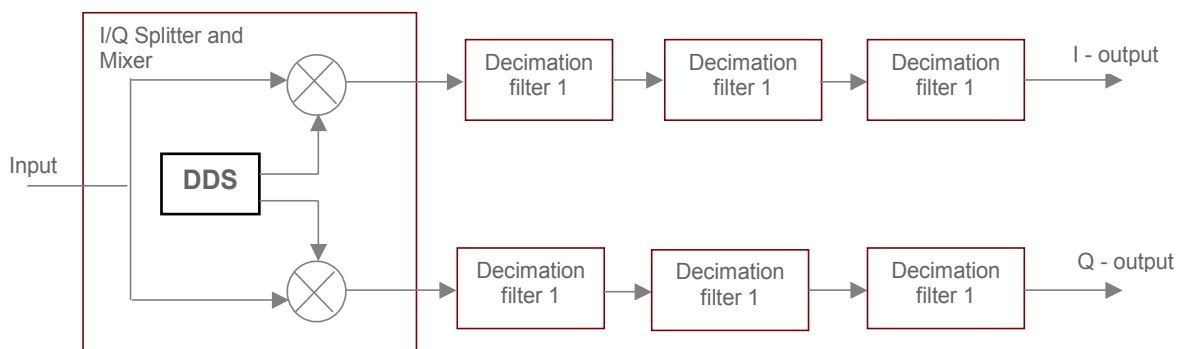 I/Q Splitter and
Mixer
Decimation
filter 1
Decimation
filter 1
Decimation
filter 1
I - output
Input
DDS
Decimation
filter 1
Decimation
filter 1
Decimation
filter 1
Q - output